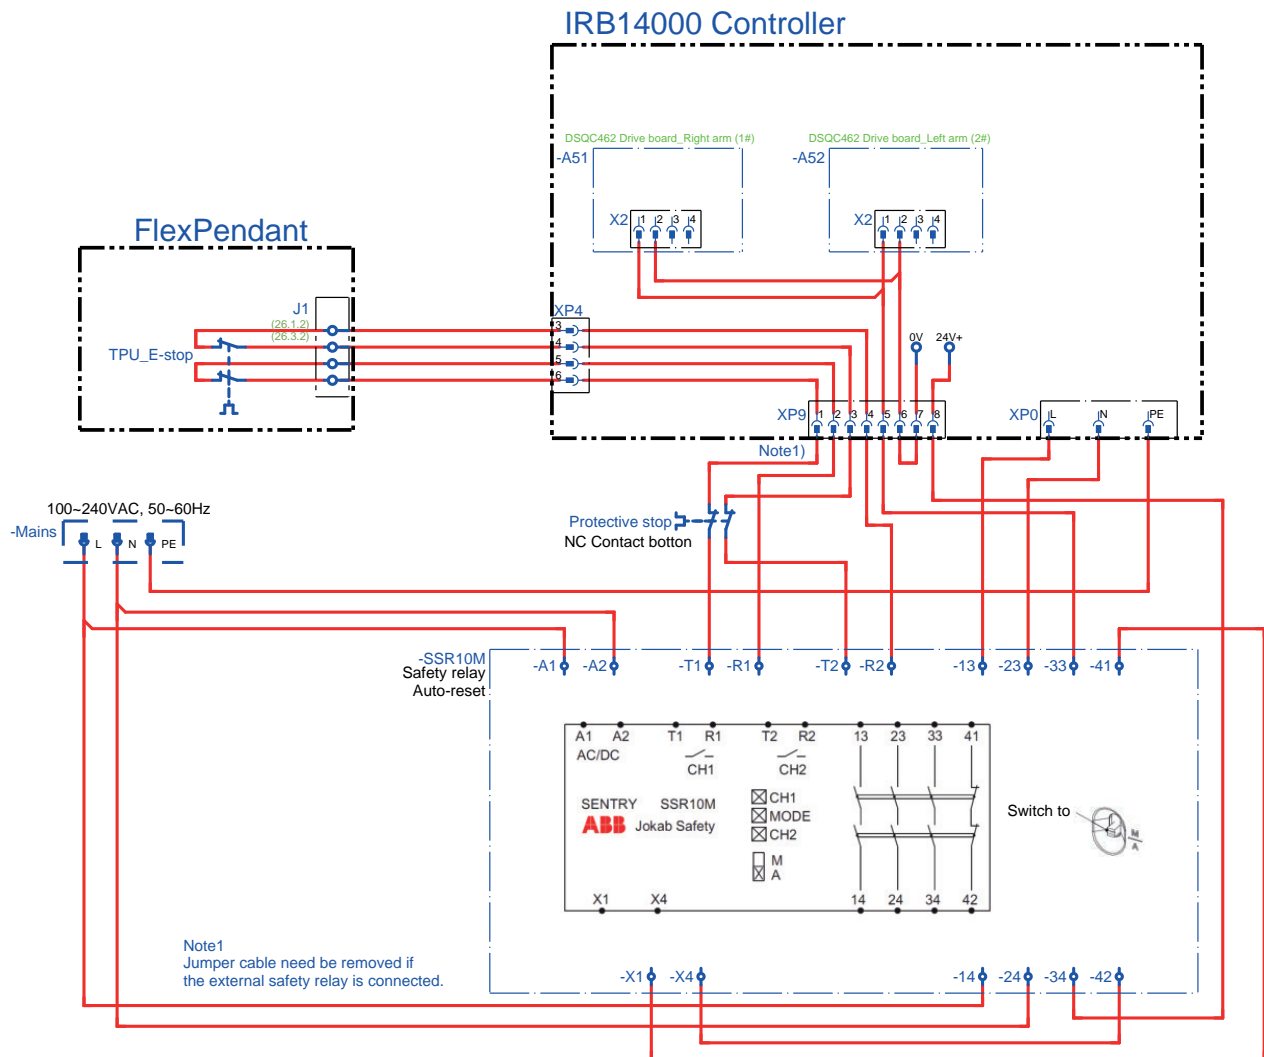 IRB14000 Controller
DSQC462 Drive board_Right arm (1#)
DSQC462 Drive board_Left arm (2#)
-A51
-A52
X2 1 2 3 4
X2 1 2 3 4
FlexPendant
J1
(26.1.2)
(26.3.2)
TPU_E-stop
XP4
3
4
5
6
0V 24V+
XP9 1 2 3 4 5 6 7 8
XP0 L N PE
Note1)
100~240VAC, 50~60Hz
-Mains
L N PE
Protective stop
NC Contact botton
-SSR10M
Safety relay
Auto-reset
-A1 -A2 -T1 -R1 -T2 -R2 -13 -23 -33 -41
A1 A2 T1 R1 T2 R2 13 23 33 41
AC/DC
CH1 CH2
SENTRY SSR10M
ABB Jokab Safety
CH1
MODE
CH2
M
A
Switch to
M
A
X1 X4 14 24 34 42
Note1
Jumper cable need be removed if
the external safety relay is connected.
-X1 -X4 -14 -24 -34 -42